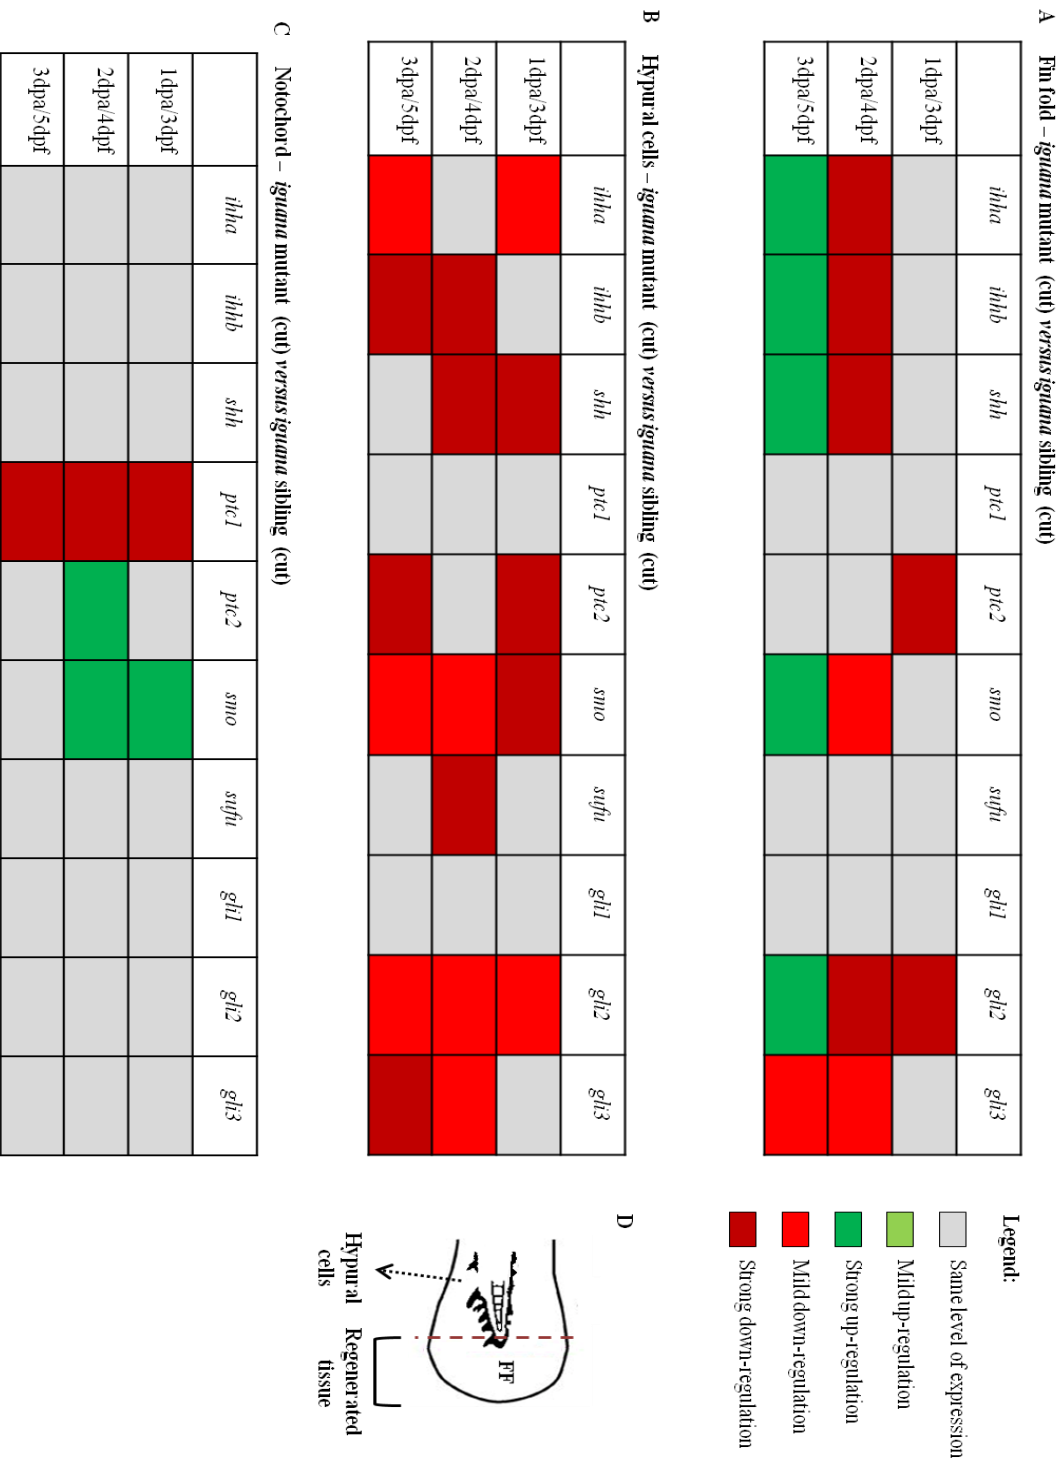 A Fin fold – iguana mutant (cut) versus iguana sibling (cut)
ihha ihhb shh ptc1 ptc2 smo sufu gli1 gli2 gli3
1dpa/3dpf
2dpa/4dpf
3dpa/5dpf
Legend:
Same level of expression
Mild up-regulation
Strong up-regulation
Mild down-regulation
Strong down-regulation
B Hypural cells – iguana mutant (cut) versus iguana sibling (cut)
ihha ihhb shh ptc1 ptc2 smo sufu gli1 gli2 gli3
1dpa/3dpf
2dpa/4dpf
3dpa/5dpf
D
FF
Hypural
cells
Regenerated
tissue
C Notochord – iguana mutant (cut) versus iguana sibling (cut)
ihha ihhb shh ptc1 ptc2 smo sufu gli1 gli2 gli3
1dpa/3dpf
2dpa/4dpf
3dpa/5dpf